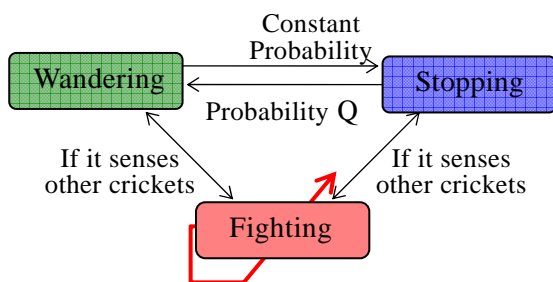 Constant
Probability
Wandering
Stopping
Probability Q
If it senses
other crickets
If it senses
other crickets
Fighting